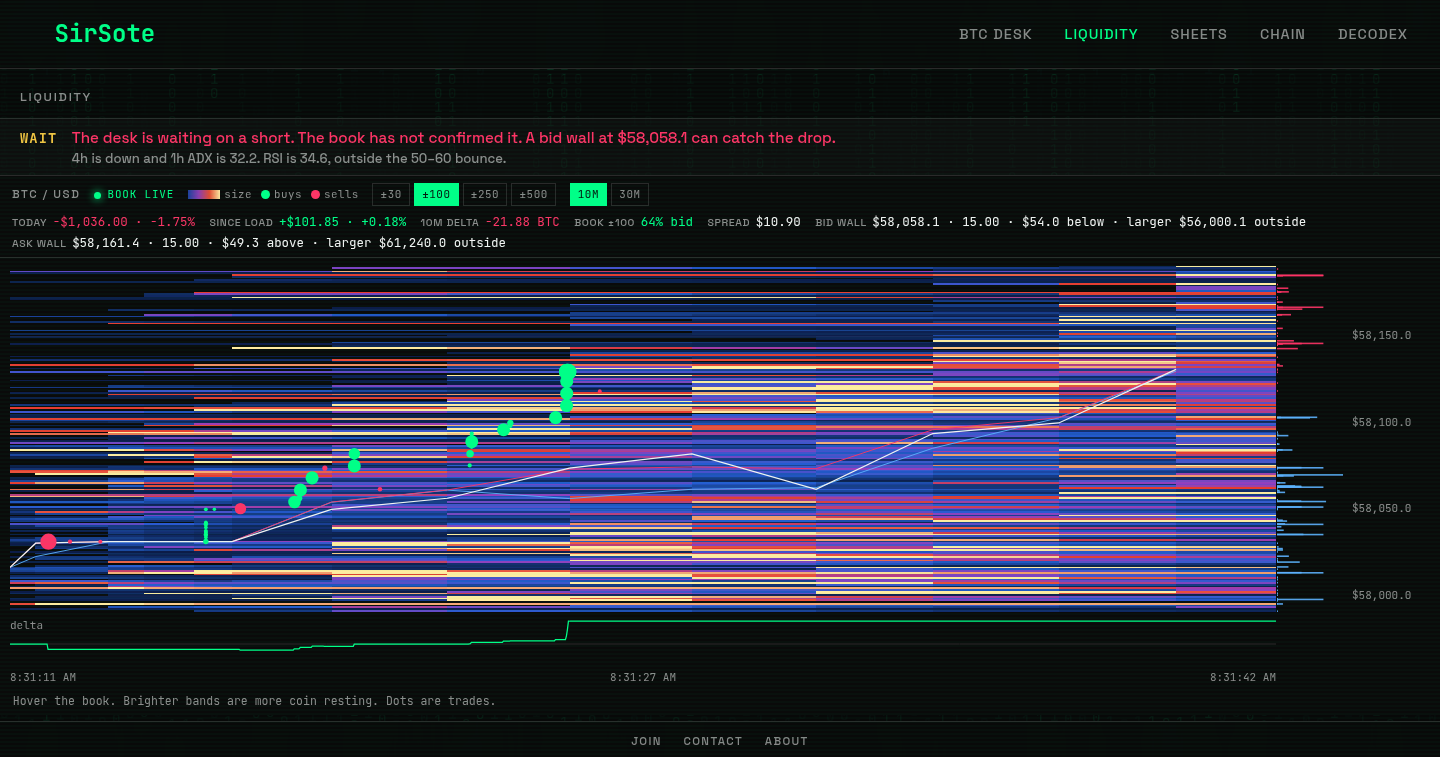 SirSote
BTC DESK LIQUIDITY SHEETS CHAIN DECODEX
LIQUIDITY
WAIT The desk is waiting on a short. The book has not confirmed it. A bid wall at $58,058.1 can catch the drop.
4h is down and 1h ADX is 32.2. RSI is 34.6, outside the 50–60 bounce.
BTC / USD BOOK LIVE size buys sells ±30 ±100 ±250 ±500 10M 30M
TODAY -$1,036.00 · -1.75% SINCE LOAD +$101.85 · +0.18% 10M DELTA -21.88 BTC BOOK ±100 64% bid SPREAD $10.90 BID WALL $58,058.1 · 15.00 · $54.0 below · larger $56,000.1 outside
ASK WALL $58,161.4 · 15.00 · $49.3 above · larger $61,240.0 outside
$58,150.0
$58,100.0
$58,050.0
$58,000.0
delta
8:31:11 AM 8:31:27 AM 8:31:42 AM
Hover the book. Brighter bands are more coin resting. Dots are trades.
JOIN CONTACT ABOUT